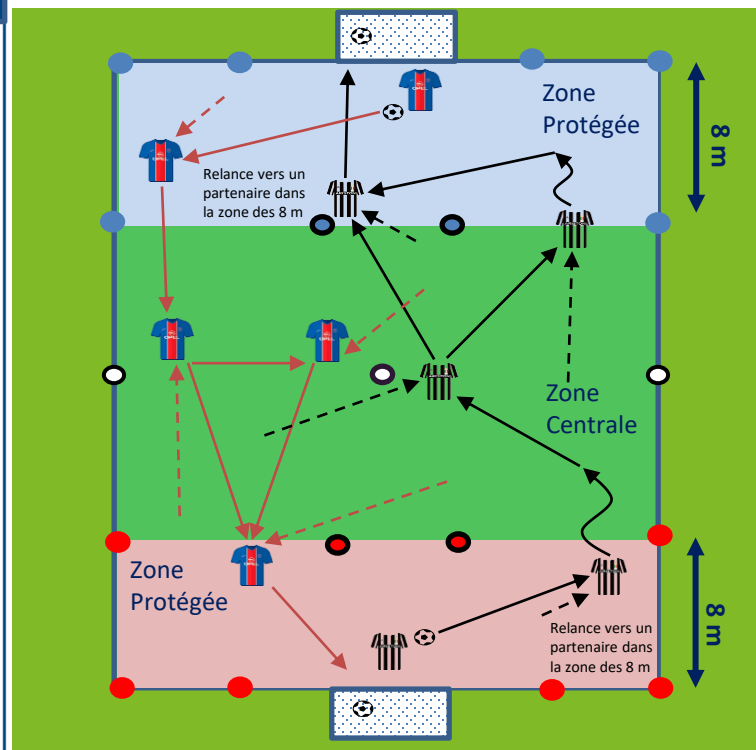 Zone
Protégée
8 m
Relance vers un
partenaire dans
la zone des 8 m
Zone
Centrale
Zone
Protégée
Relance vers un
partenaire dans
la zone des 8 m
8 m